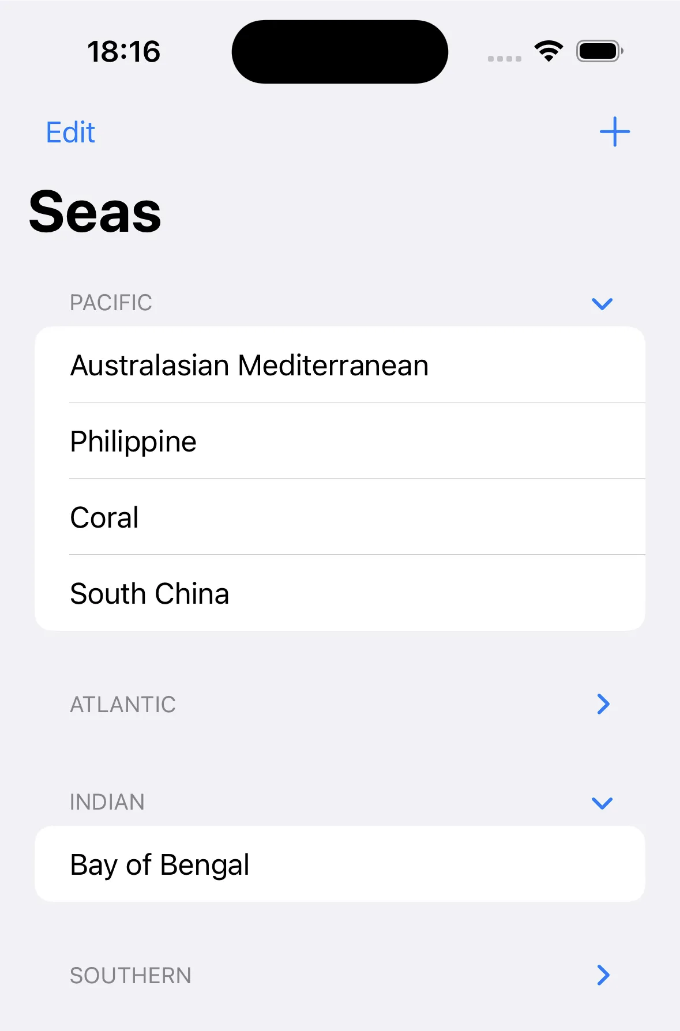 18:16
Edit
Seas
PACIFIC
Australasian Mediterranean
Philippine
Coral
South China
ATLANTIC
INDIAN
Bay of Bengal
SOUTHERN